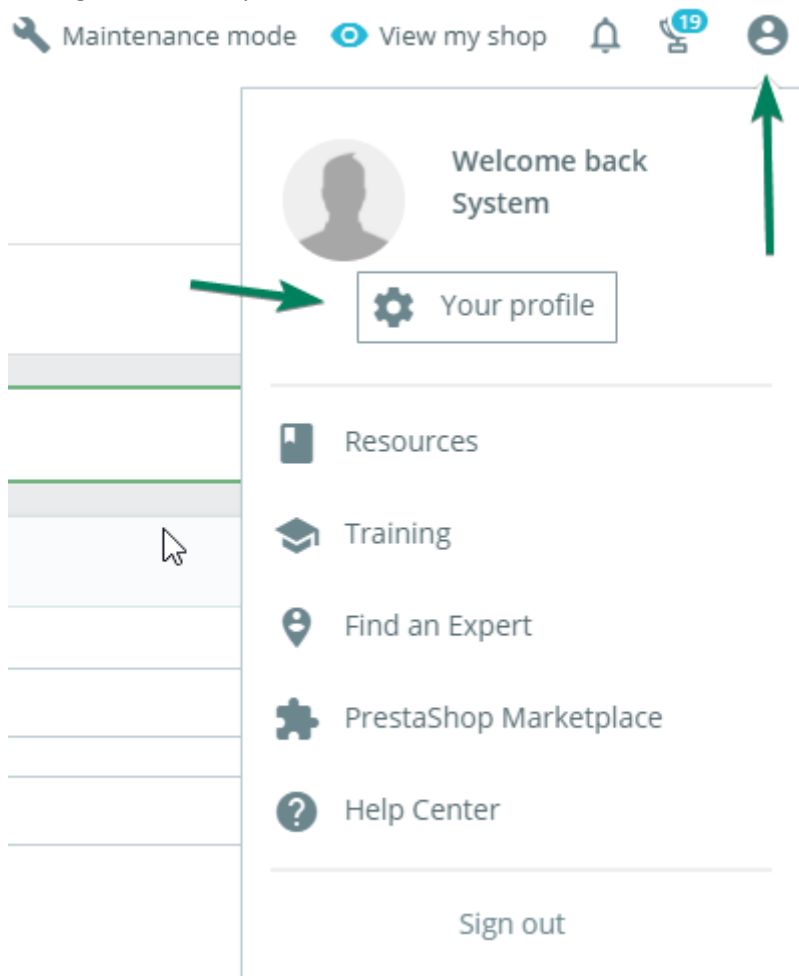 Maintenance mode View my shop 19
Welcome back
System
Your profile
Resources
Training
Find an Expert
PrestaShop Marketplace
Help Center
Sign out